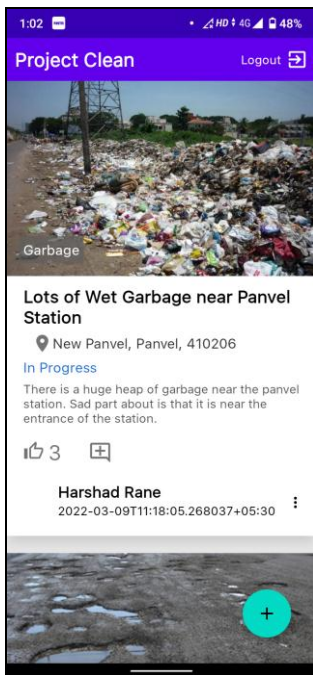 1:02
HD 4G 48%
Project Clean
Logout
Garbage
Lots of Wet Garbage near Panvel
Station
New Panvel, Panvel, 410206
In Progress
There is a huge heap of garbage near the panvel
station. Sad part about is that it is near the
entrance of the station.
3
Harshad Rane
2022-03-09T11:18:05.268037+05:30
+